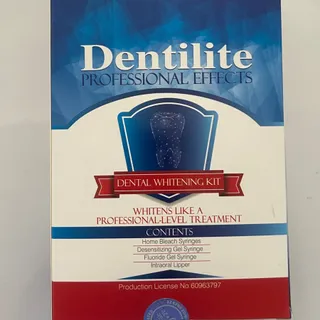 Dentilite
PROFESSIONAL EFFECTS
DENTAL WHITENING KIT
WHITENS LIKE A
PROFESSIONAL-LEVEL TREATMENT
CONTENTS
Home Bleach Syringes
Desensitizing Gel Syringe
Fluoride Gel Syringe
Intraoral Lipper
Production License No 60963797